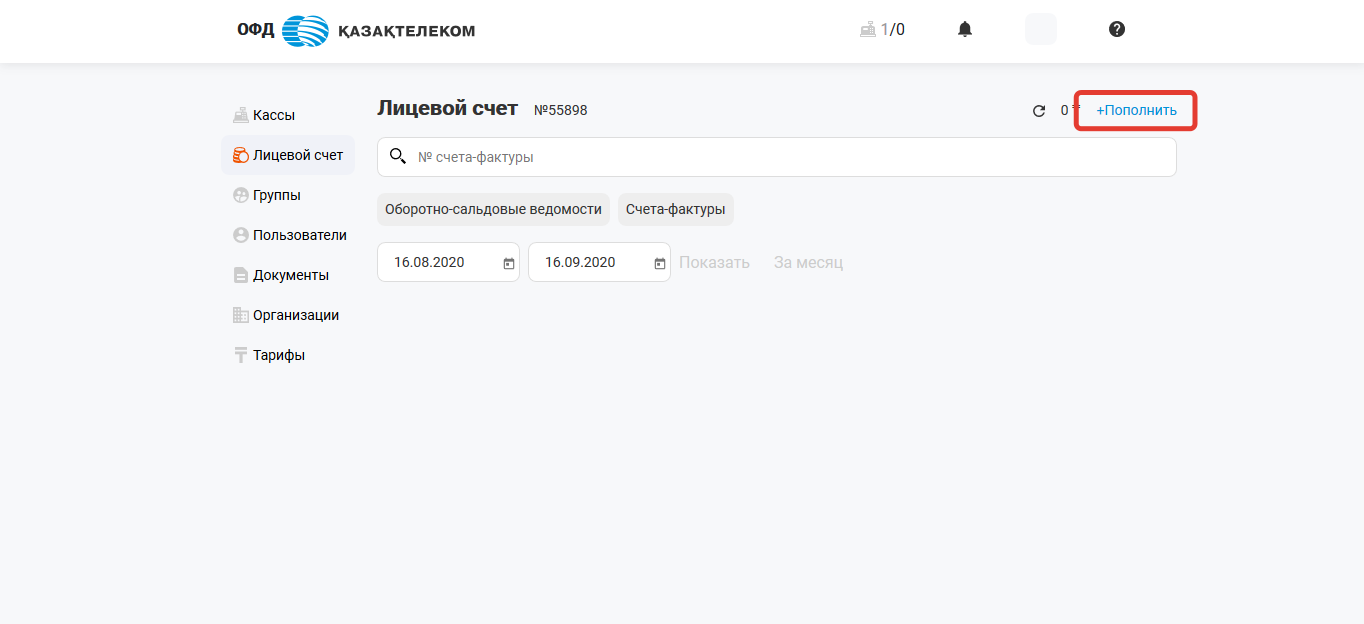 ОФД ҚАЗАҚТЕЛЕКОМ
1/0
Кассы
Лицевой счет
Группы
Пользователи
Документы
Организации
Тарифы
Лицевой счет №55898
0 ₸ +Пополнить
№ счета-фактуры
Оборотно-сальдовые ведомости Счета-фактуры
16.08.2020 16.09.2020 Показать За месяц